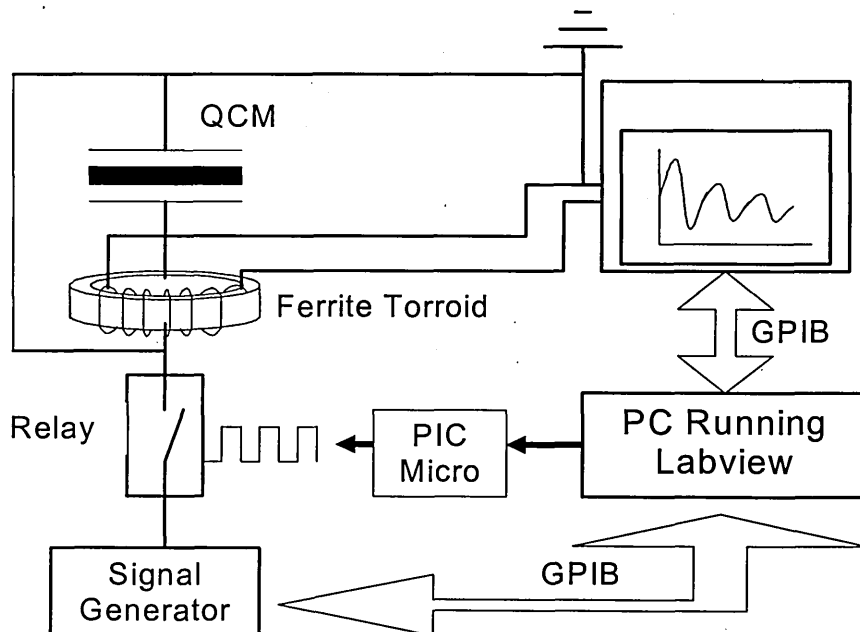 QCM
Ferrite Torroid
GPIB
Relay
PIC
Micro
PC Running
Labview
Signal
Generator
GPIB